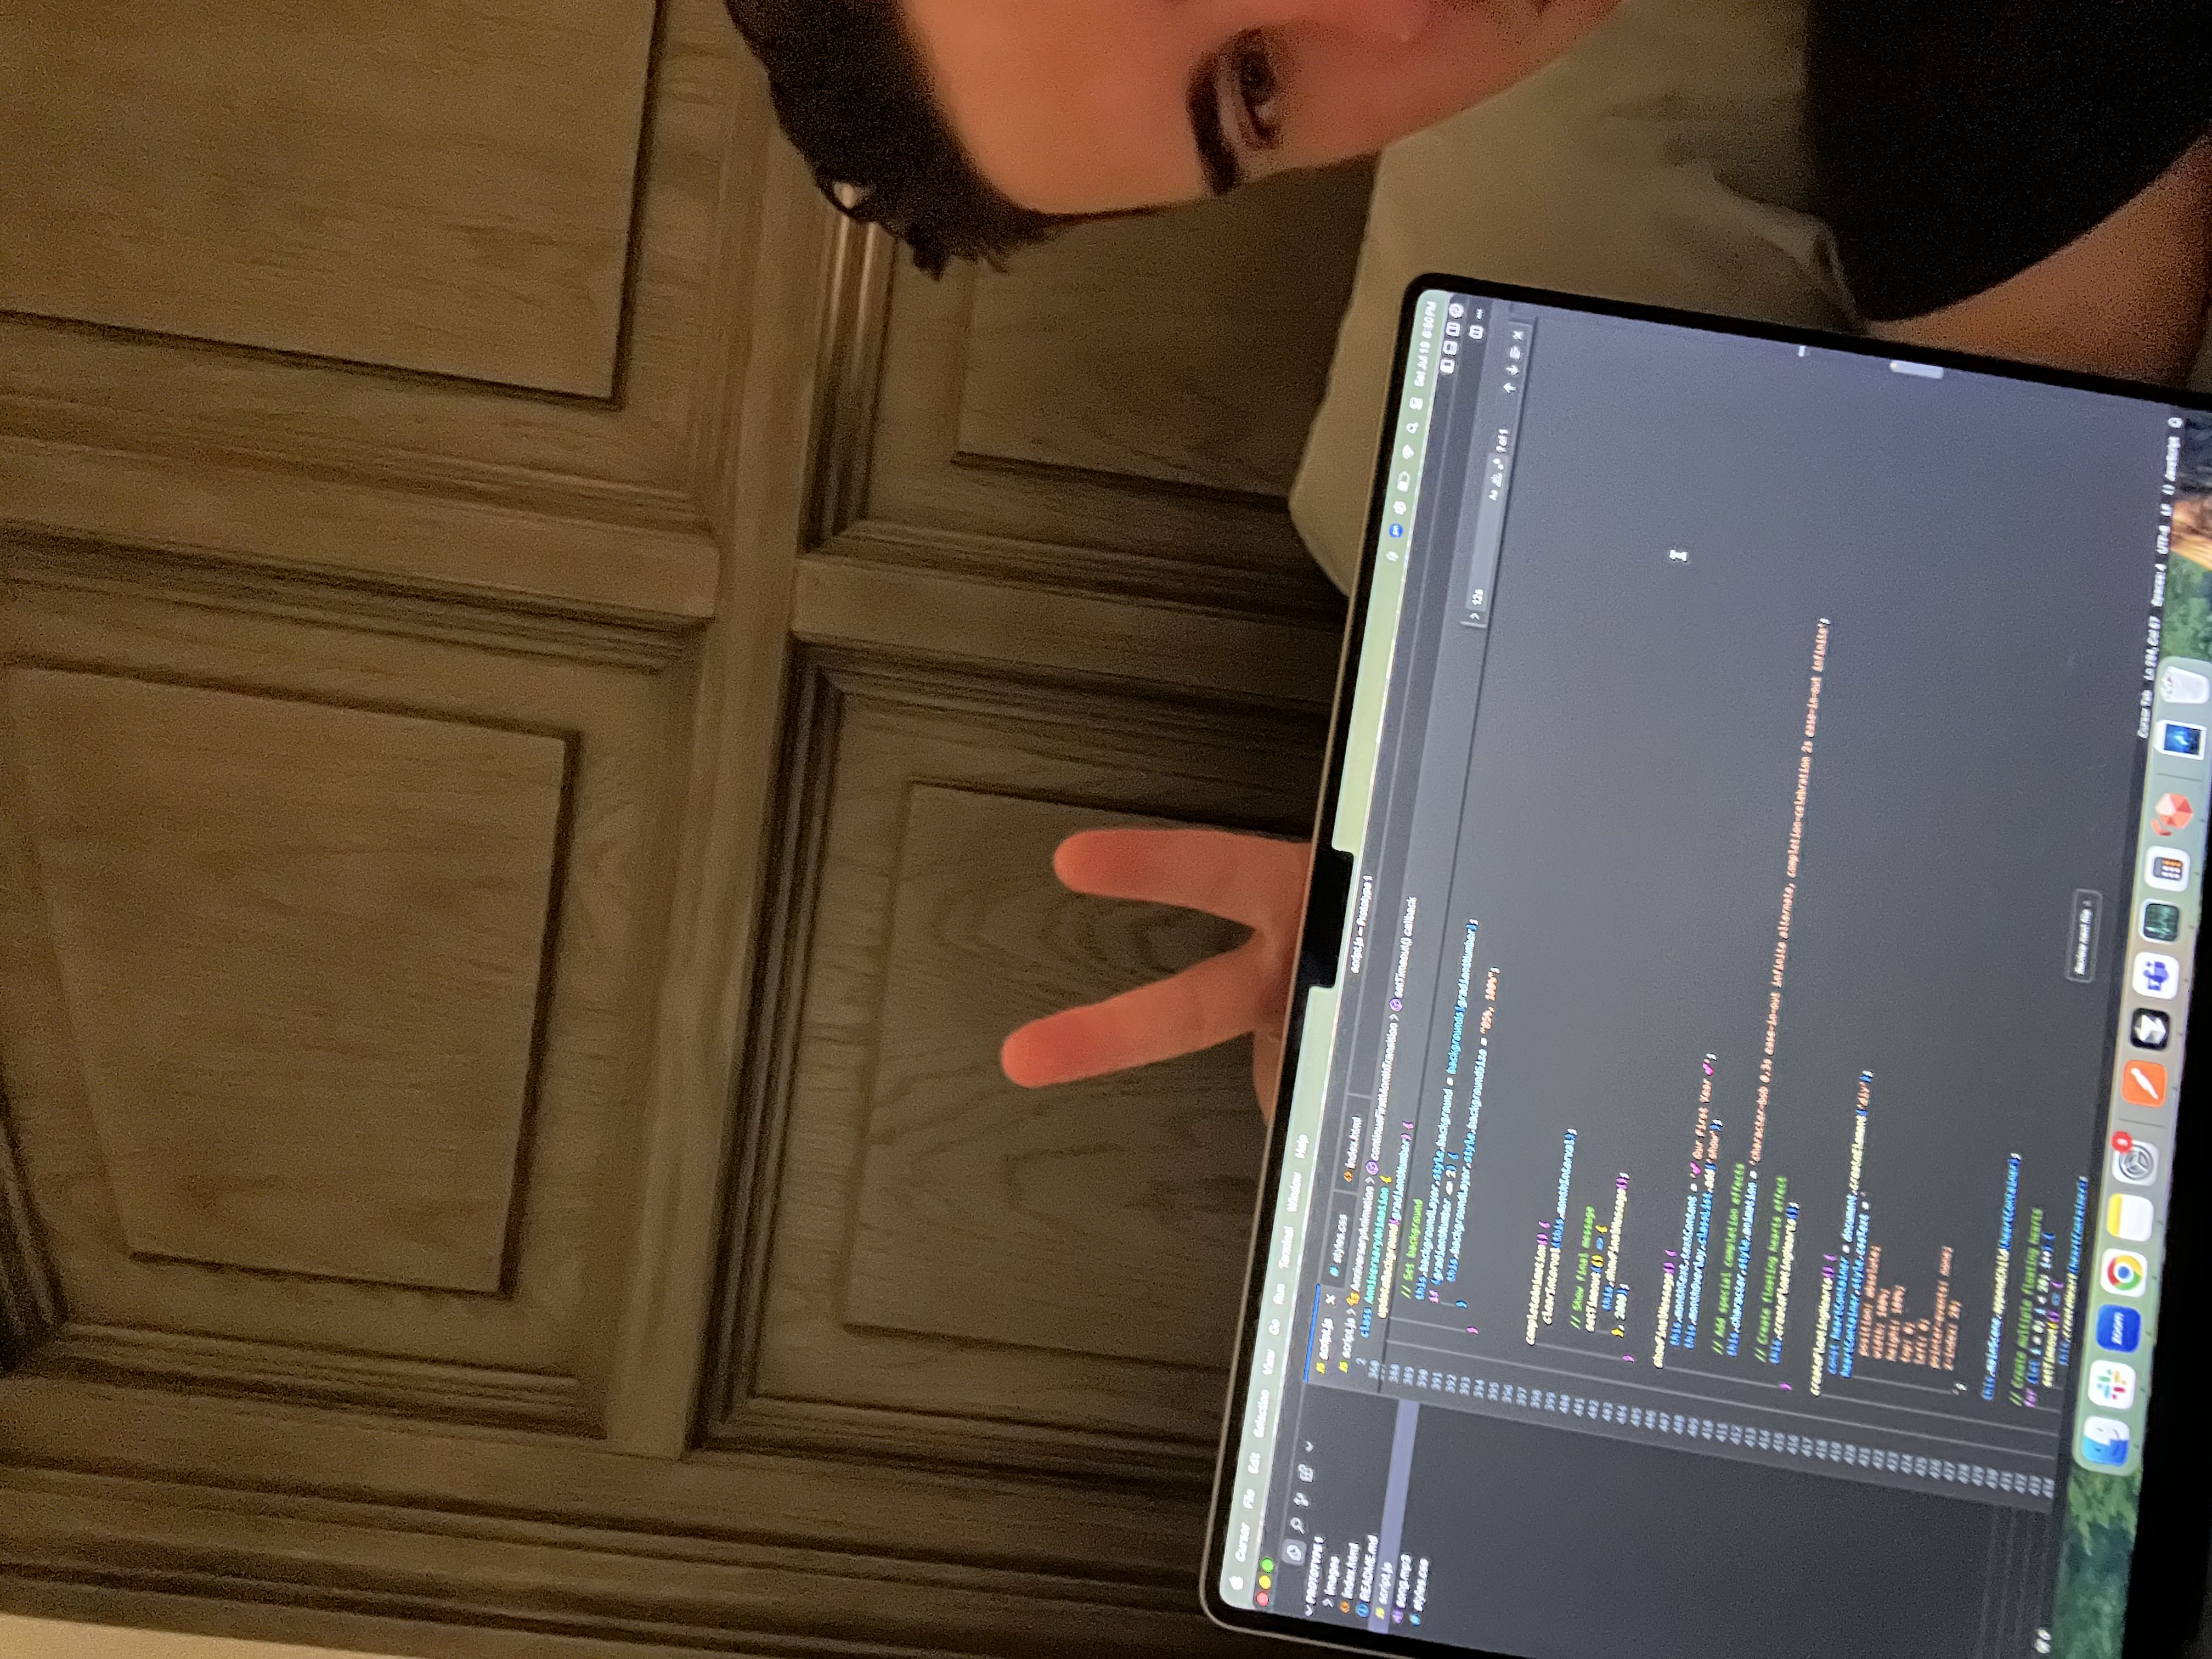 Cursor File Edit Selection View Go Run Terminal Window Help
Sat Jul 19 6:50 PM
script.js — Prototype 1
PROTOTYPE 1
images
index.html
README.md
script.js
song.mp3
styles.css
script.js styles.css index.html
script.js > AnniversaryAnimation > continueFirstMonthTransition > setTimeout() callback
12s
? of 1
2 class AnniversaryAnimation {
360 updateBackground(gradientNumber) {
388
389 // Set background
390 this.backgroundLayer.style.background = backgrounds[gradientNumber];
391 if (gradientNumber == 2) {
392 this.backgroundLayer.style.backgroundSize = "85%, 100%";
393 }
394 }
395
396
397
398 completeAnimation() {
399 clearInterval(this.monthInterval);
400
401 // Show final message
402 setTimeout(() => {
403 this.showFinalMessage();
404 }, 2000);
405 }
406
407 showFinalMessage() {
408 this.monthText.textContent = '💕 Our First Year 💕';
409 this.monthOverlay.classList.add('show');
410
411 // Add special completion effects
412 this.character.style.animation = 'character-bob 0.3s ease-in-out infinite alternate, completion-celebration 2s ease-in-out infinite';
413
414 // Create floating hearts effect
415 this.createFloatingHearts();
416 }
417
418 createFloatingHearts() {
419 const heartContainer = document.createElement('div');
420 heartContainer.style.cssText = `
421 position: absolute;
422 width: 100%;
423 height: 100%;
424 top: 0;
425 left: 0;
426 pointer-events: none;
427 z-index: 20;
428 `;
429
430 this.mainScene.appendChild(heartContainer);
431
432 // Create multiple floating hearts
433 for (let i = 0; i < 20; i++) {
434 setTimeout(() => {
this.createHeart(heartContainer);
Review next file
Cursor Tab Ln 294, Col 57 Spaces: 4 UTF-8 LF {} JavaScript
zoom